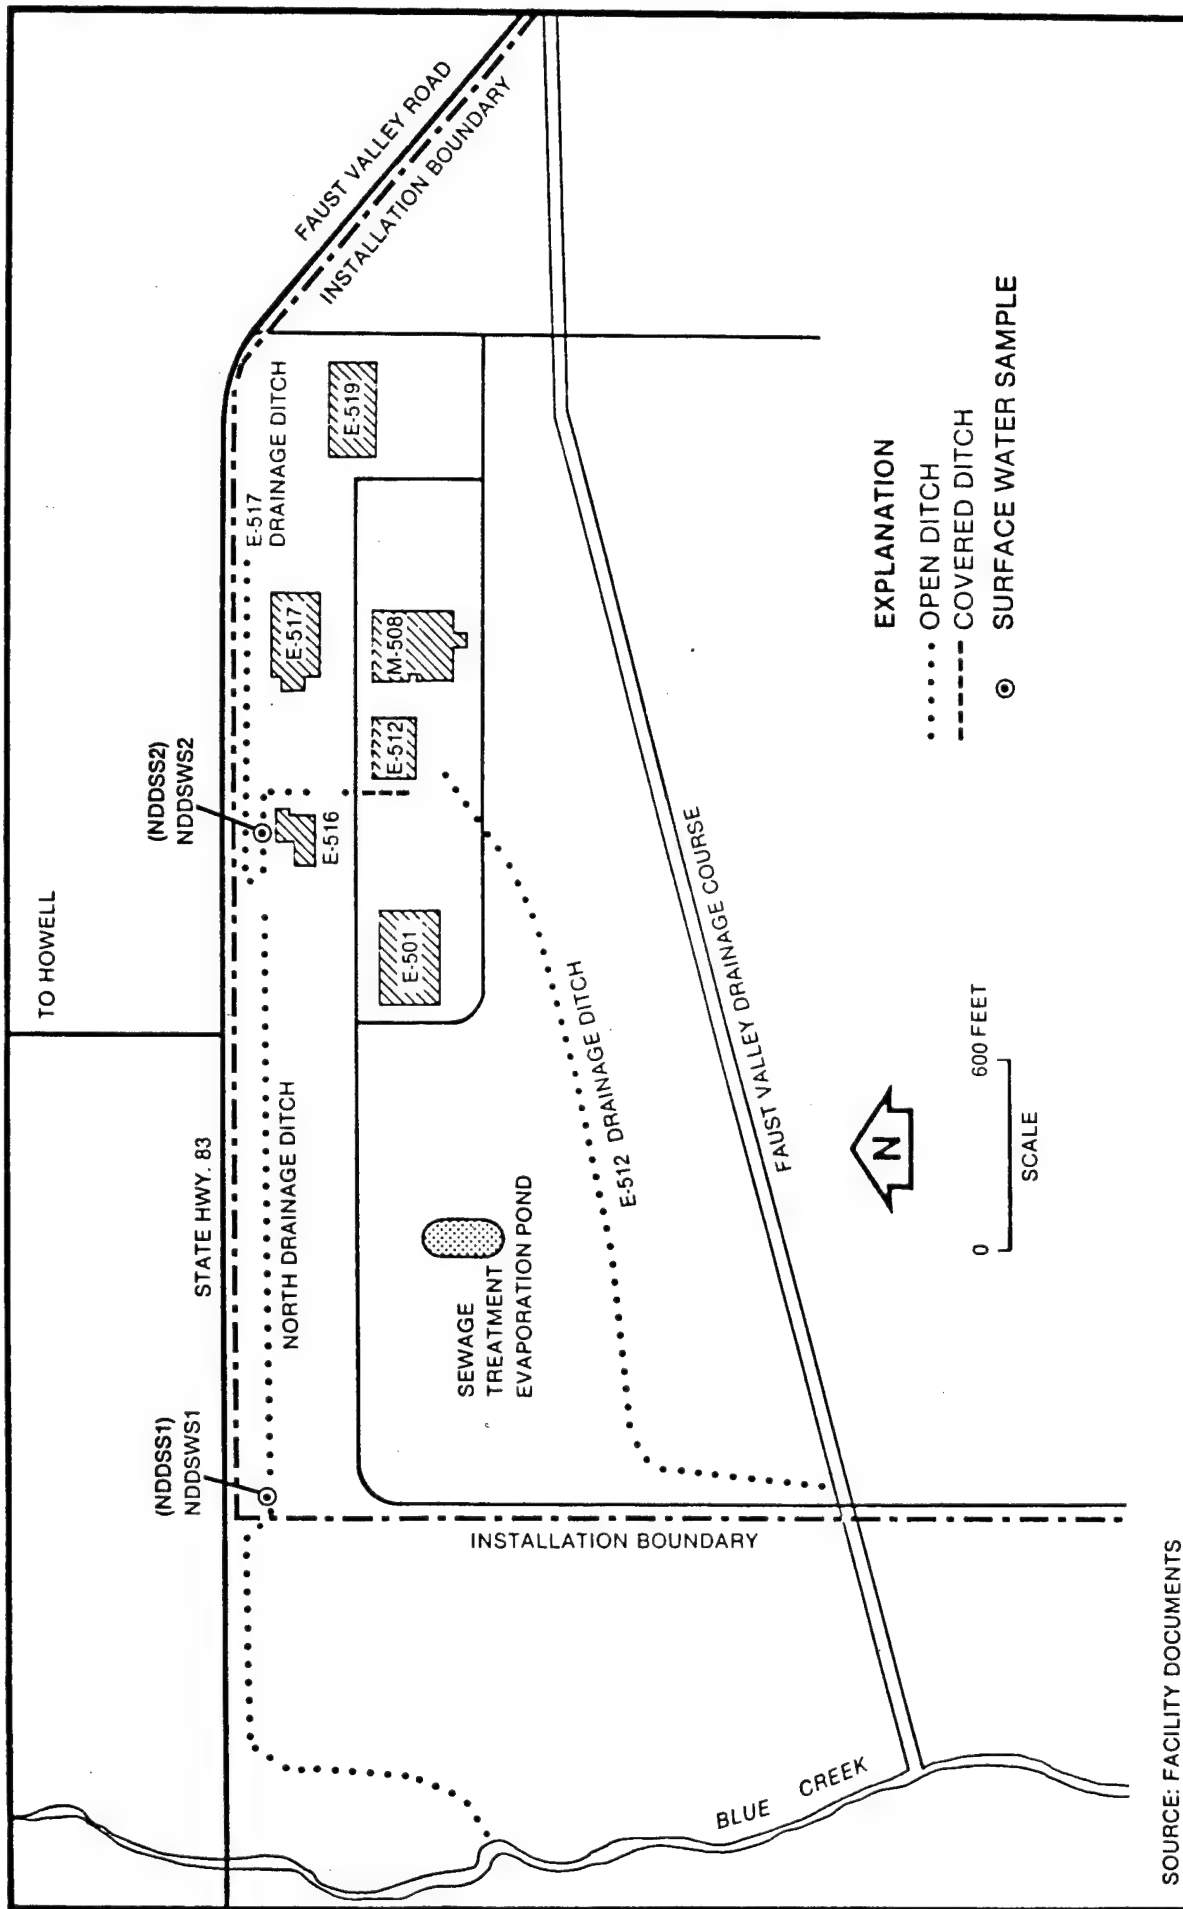 TO HOWELL
STATE HWY. 83
FAUST VALLEY ROAD
INSTALLATION BOUNDARY
(NDDSS1)
NDDSWS1
(NDDSS2)
NDDSWS2
E-517
DRAINAGE DITCH
NORTH DRAINAGE DITCH
E-516
E-517
E-519
E-501
E-512
M-508
SEWAGE
TREATMENT
EVAPORATION POND
E-512 DRAINAGE DITCH
INSTALLATION BOUNDARY
FAUST VALLEY DRAINAGE COURSE
BLUE CREEK
N
0
600 FEET
SCALE
EXPLANATION
OPEN DITCH
COVERED DITCH
SURFACE WATER SAMPLE
SOURCE: FACILITY DOCUMENTS